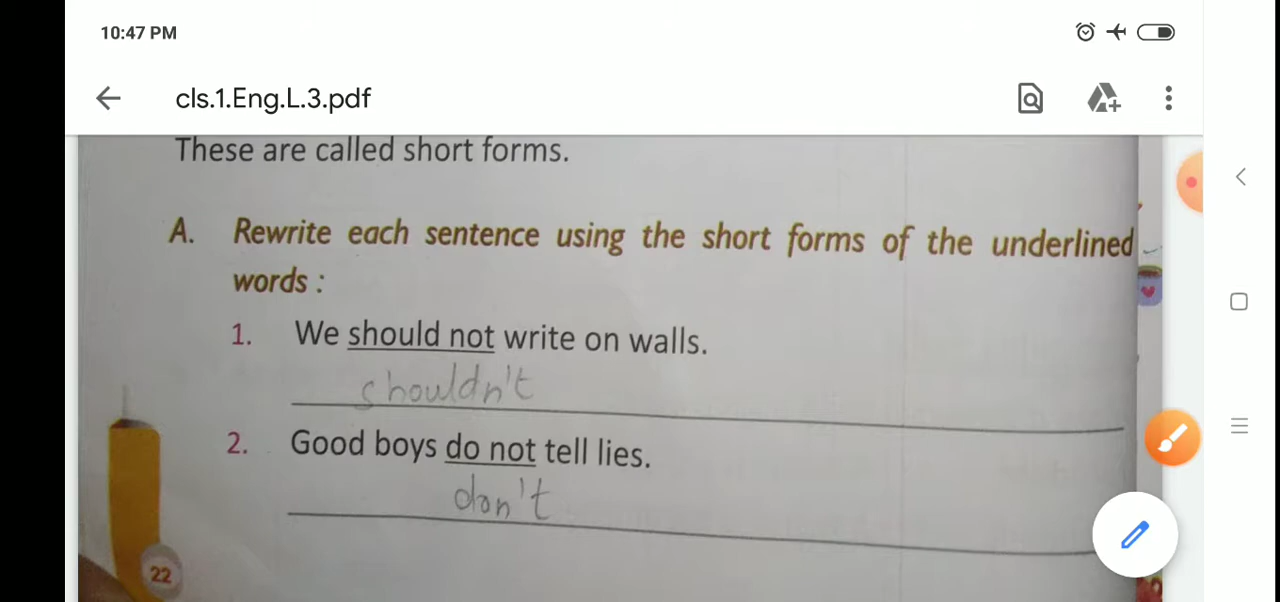 10:47 PM
cls.1.Eng.L.3.pdf
These are called short forms.
A. Rewrite each sentence using the short forms of the underlined
words :
1. We should not write on walls.
shouldn't
2. Good boys do not tell lies.
don't
22